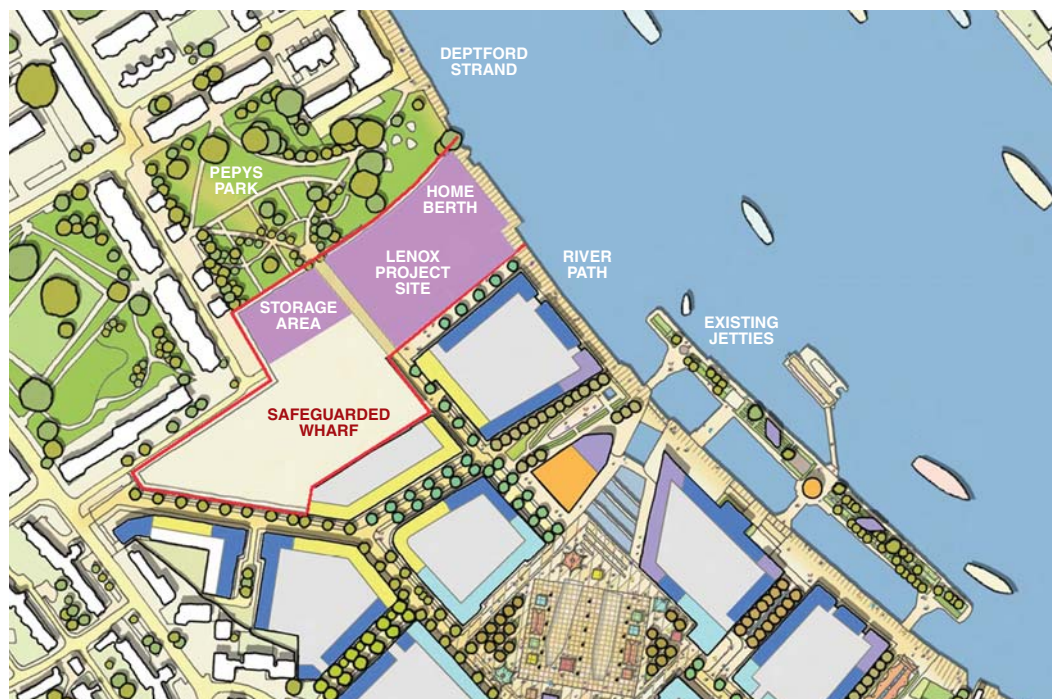 DEPTFORD
STRAND
PEPYS
PARK
HOME
BERTH
LENOX
PROJECT
SITE
RIVER
PATH
STORAGE
AREA
EXISTING
JETTIES
SAFEGUARDED
WHARF